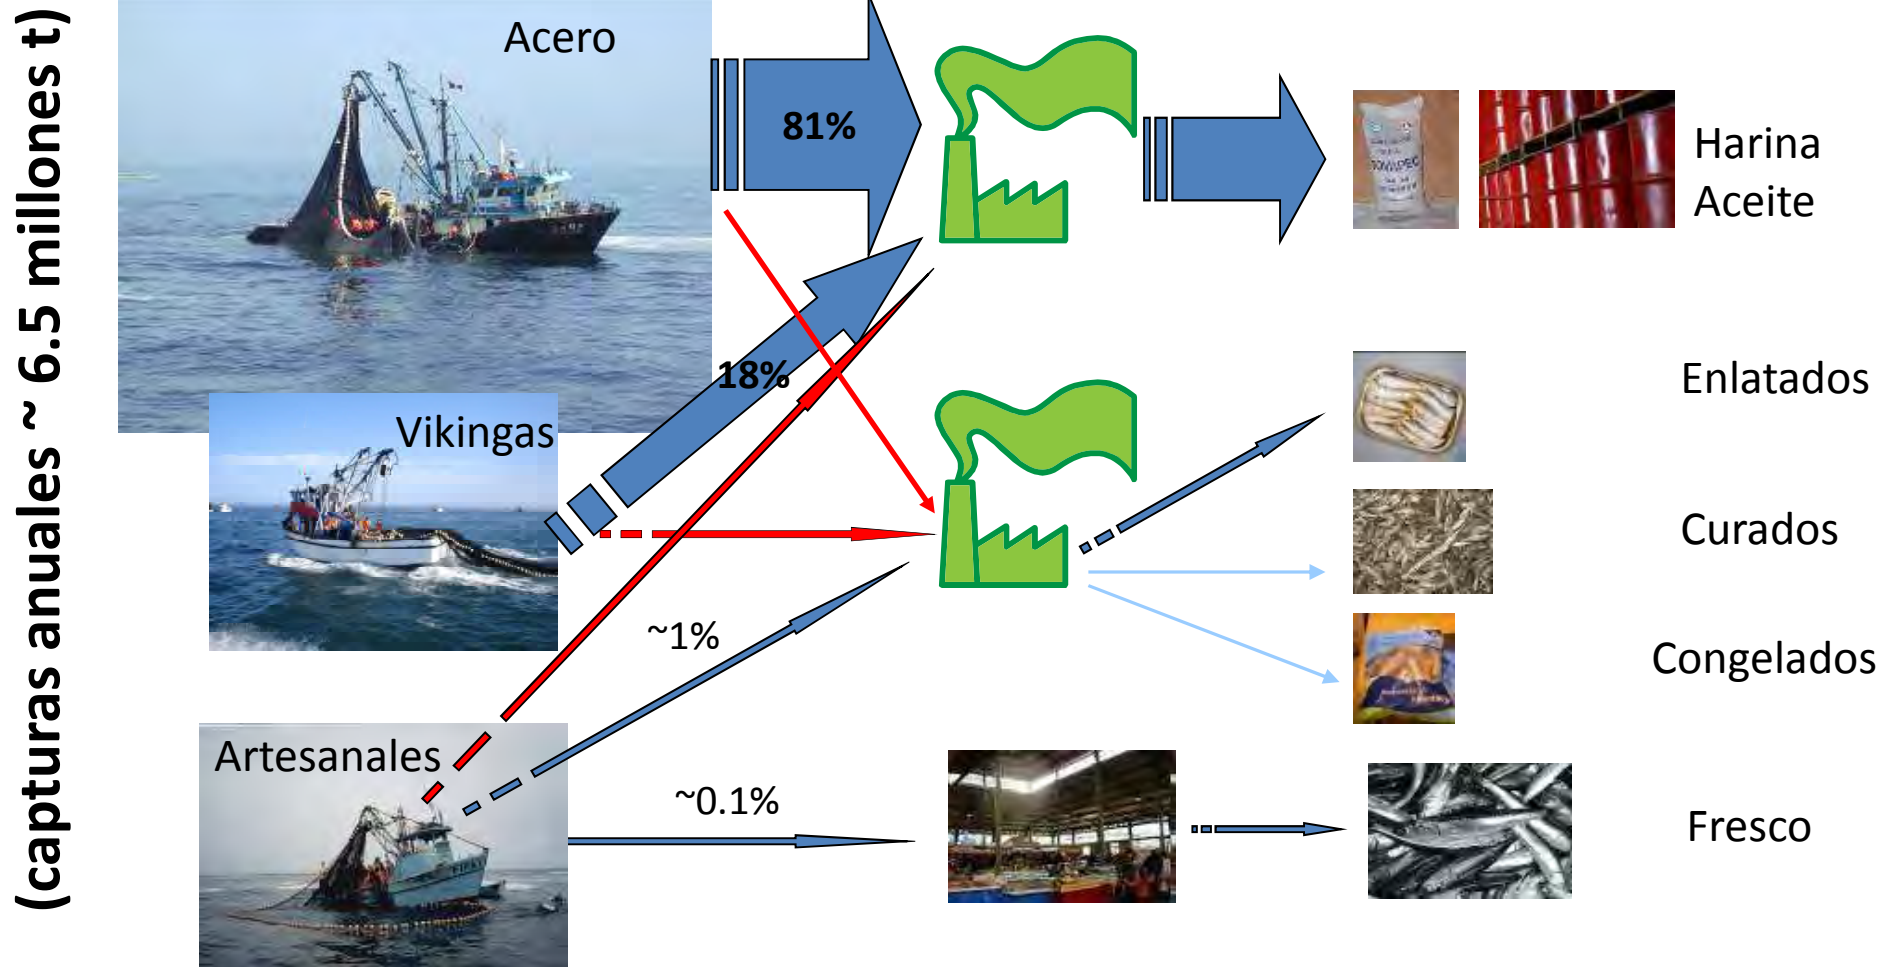 (capturas anuales ~ 6.5 millones t)
Acero
81%
Harina
Aceite
Vikingas
18%
Enlatados
Curados
~1%
Congelados
Artesanales
~0.1%
Fresco